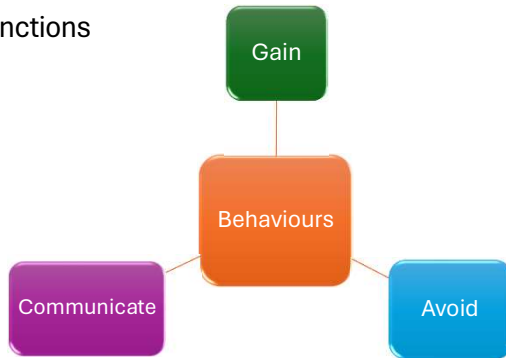 nctions
Gain
Behaviours
Communicate
Avoid